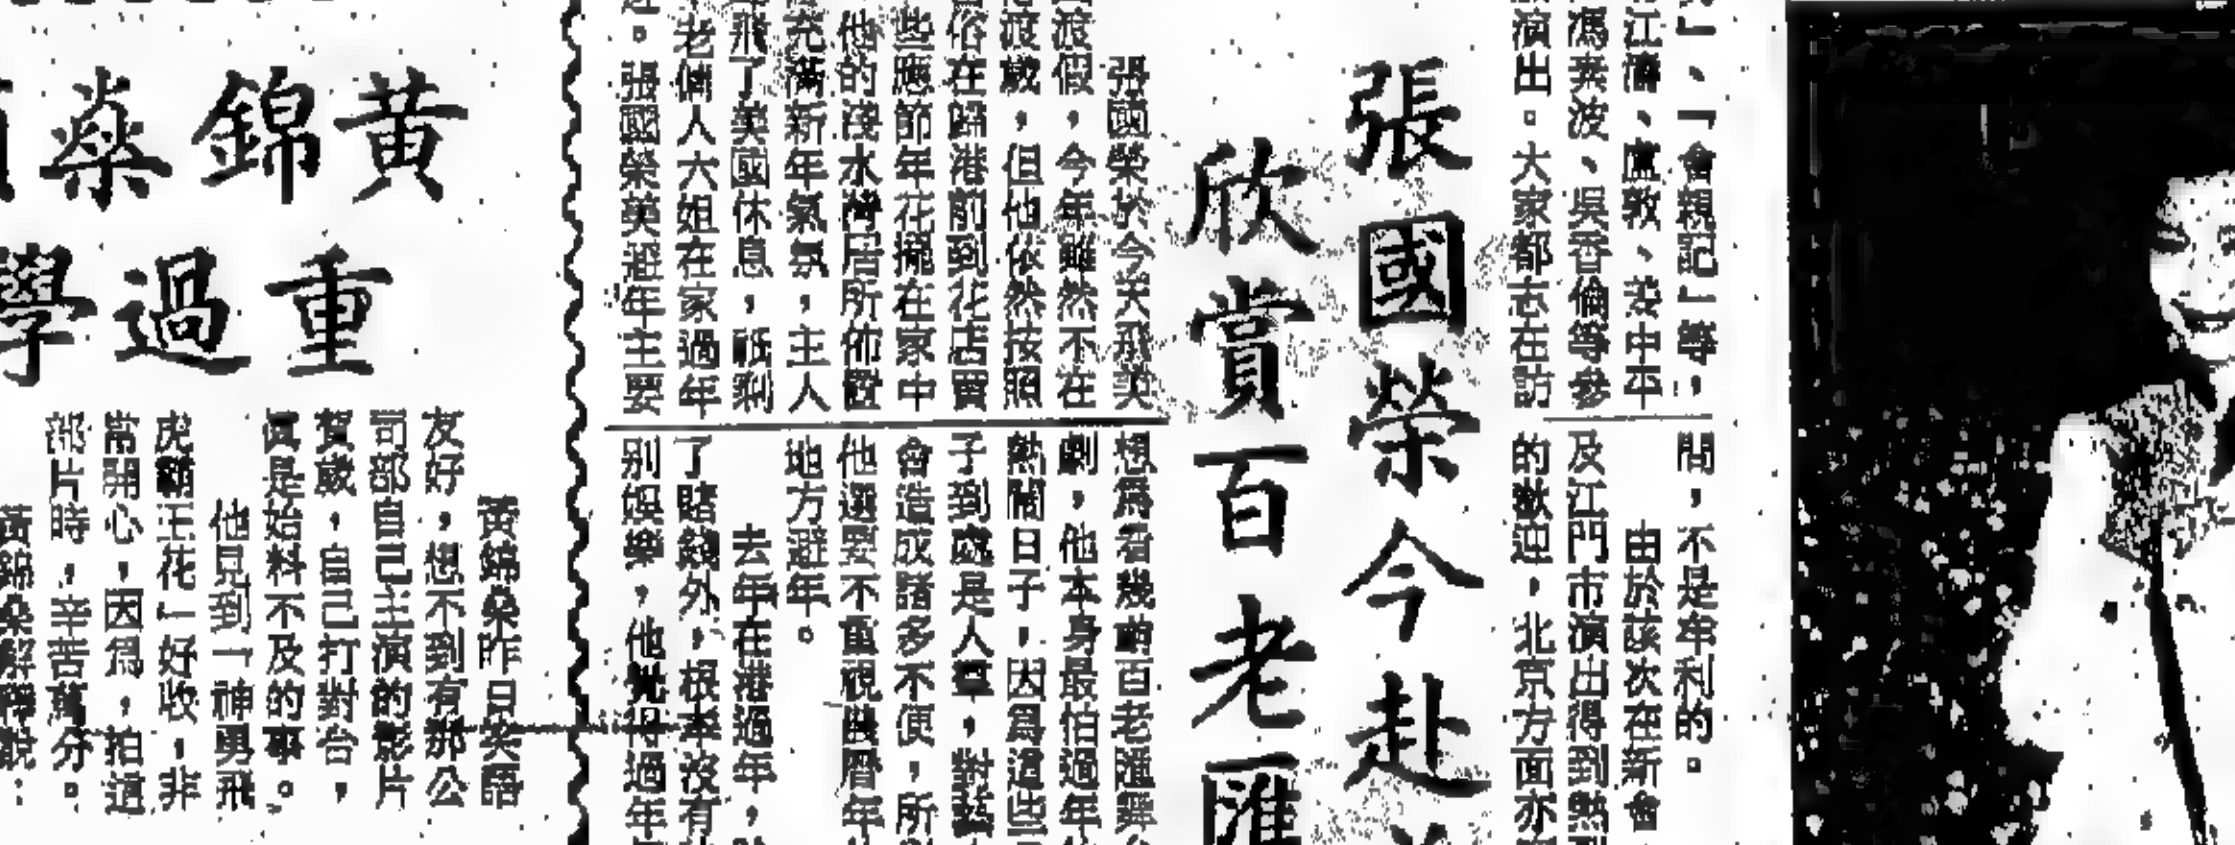 」、「會親記」等，
江濤、盧敦、梁中本
馮素波、吳香倫等參
演出。大家都志在訪
問，不是牟利的。
由於該次在新會
及江門市演出得到熱
的歡迎，北京方面亦
張國榮今赴
欣賞百老匯
張國榮於今天飛美
渡假，今年雖然不在
渡歲，但他依然按照
俗在歸港前到花店買
些應節年花擺在家中
他的淺水灣居所佈置
充滿新年氣氛，主人
飛了美國休息，祇剩
老傭人六姐在家過年
。張國榮英避年主要
想爲看幾齣百老匯舞
劇，他本身最怕過年
熱鬧日子，因爲這些
子到處是人羣，對藝
會造成諸多不便，所
他選不重視曆年
地方避年。
去年在港過年，
了賭錢外，根本沒有
别娛樂，他覺得過年
黃錦燊
重過學
黃錦燊昨日笑語
友好，想不到有那公
司部自己主演的影片
賀歲，自己打對台，
眞是始料不及的事。
他見到「神勇飛
虎霸王花」好收，非
常開心，因爲，拍這
部片時，辛苦萬分。
黃錦燊解釋說：